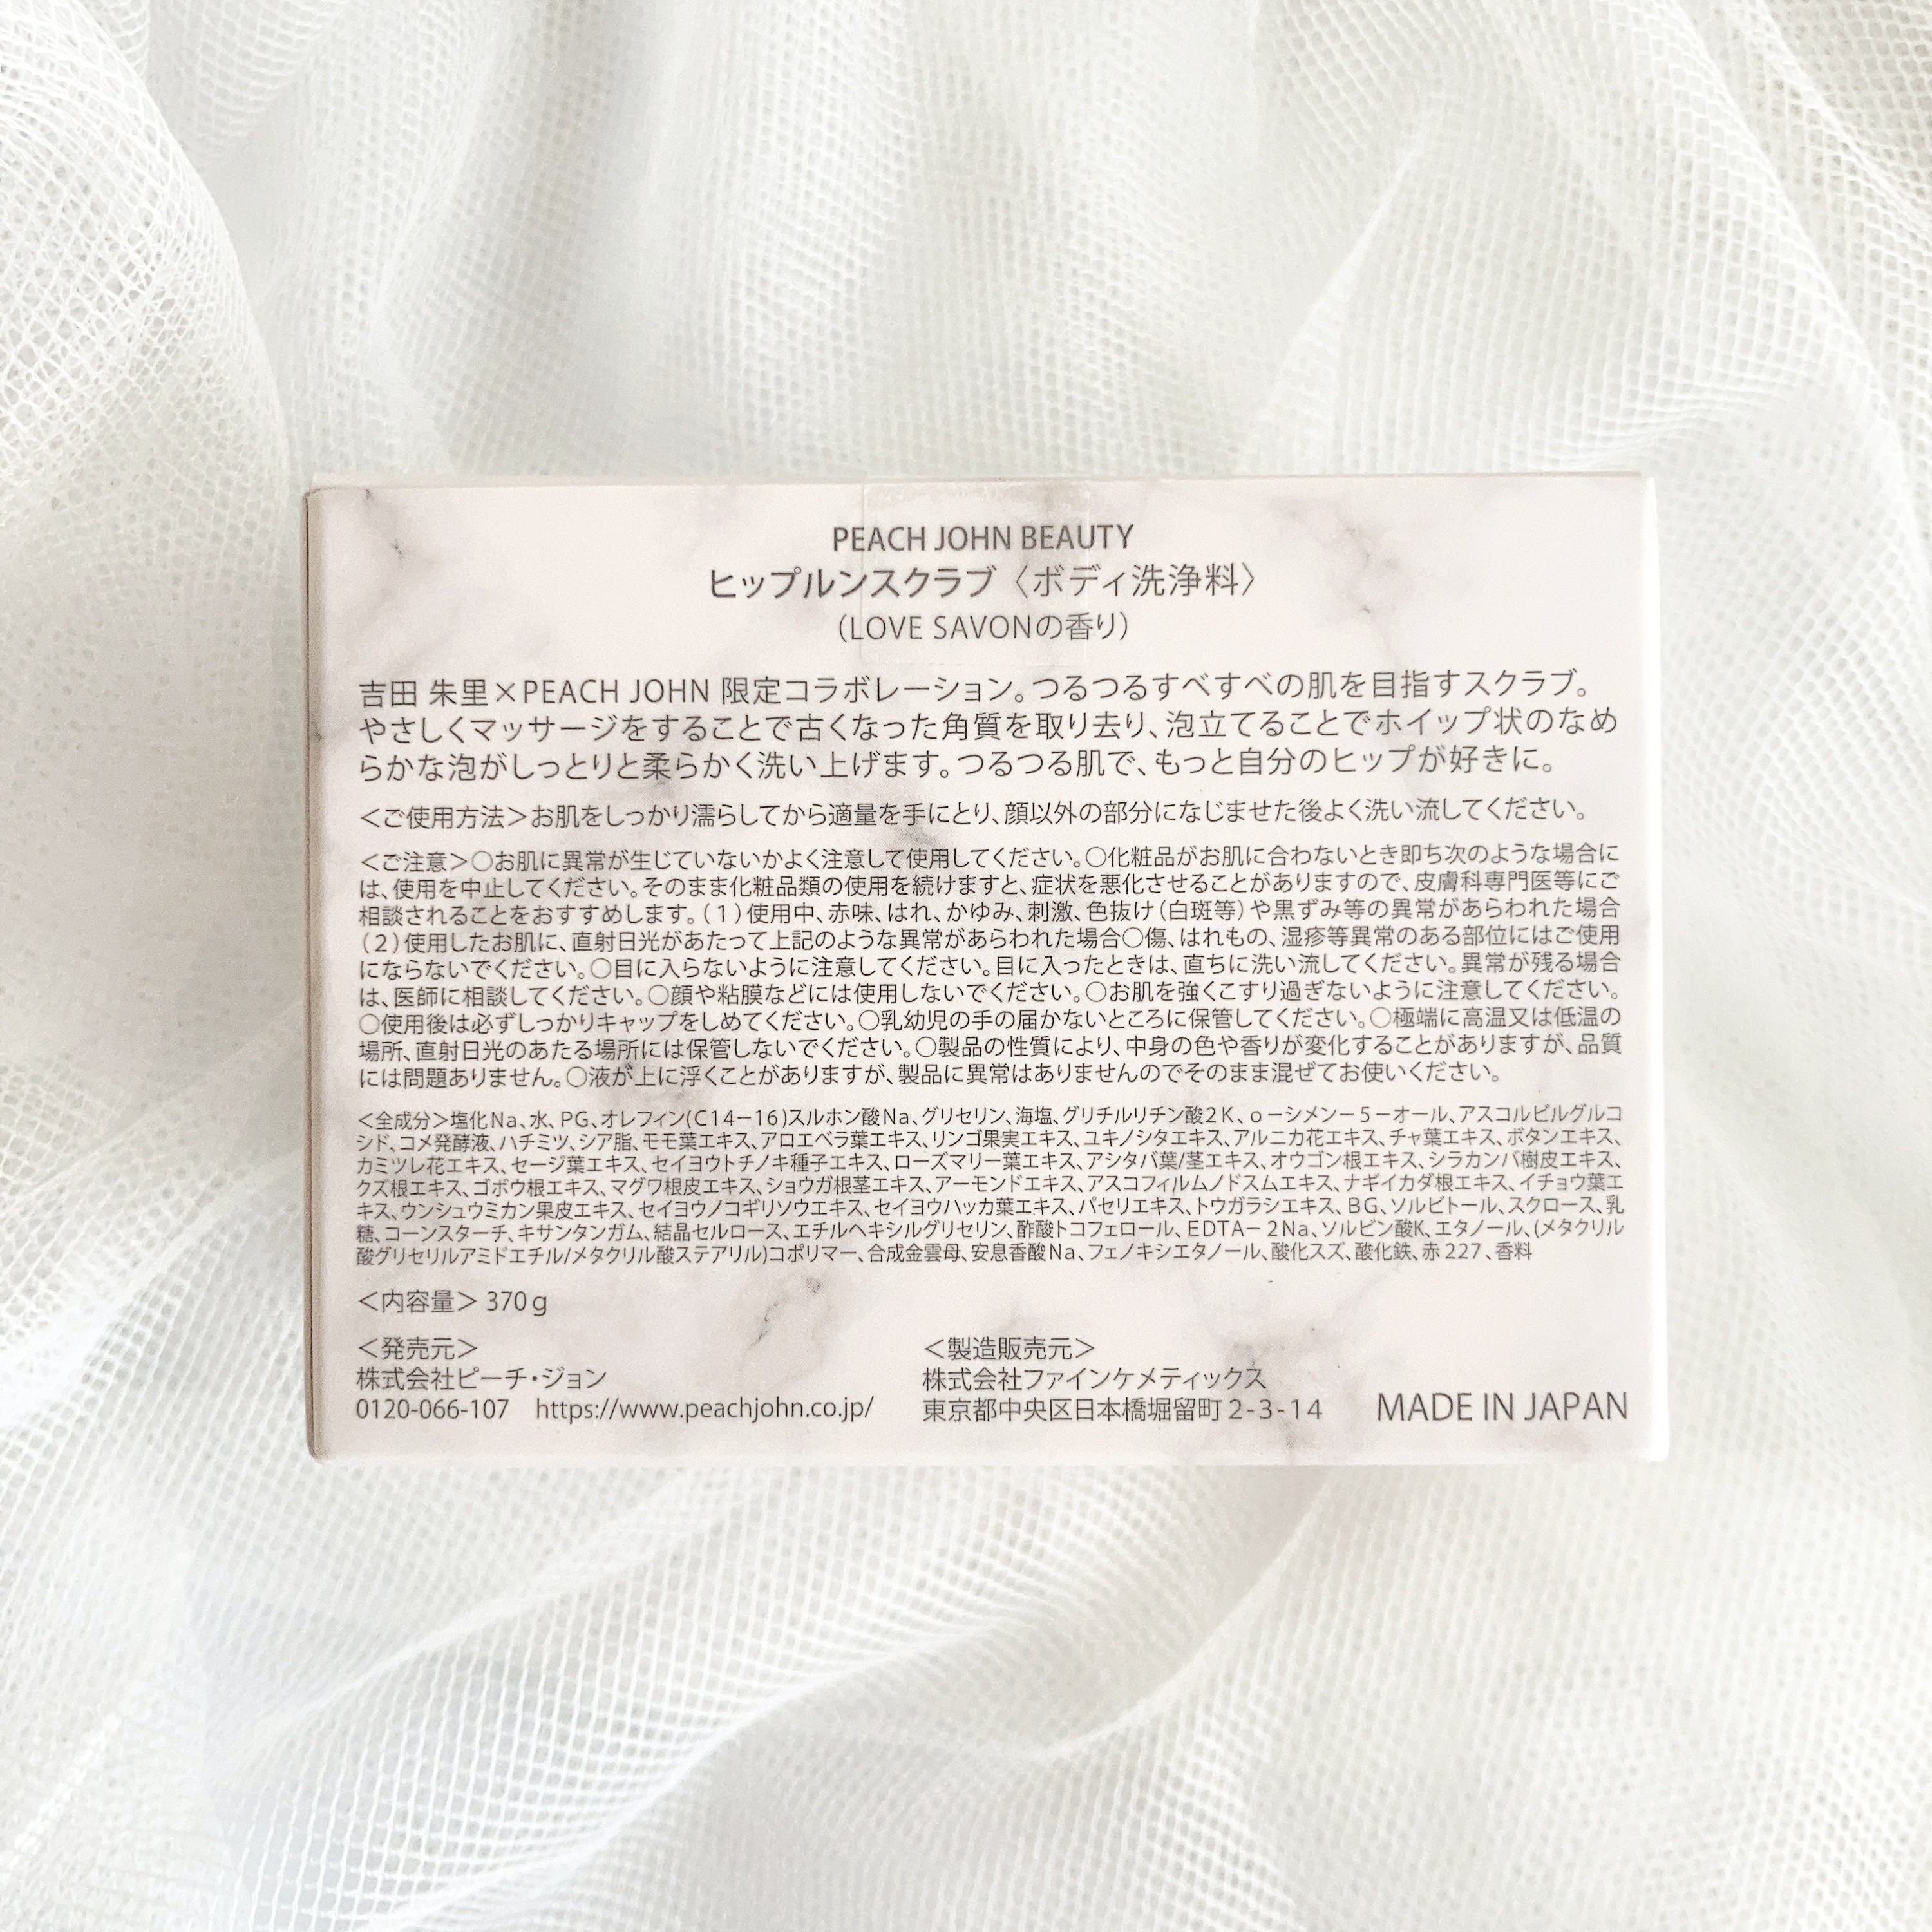 PEACH JOHN BEAUTY
ヒップルンスクラブ〈ボディ洗浄料〉
(LOVE SAVONの香り)
吉田 朱里×PEACH JOHN 限定コラボレーション。つるつるすべすべの肌を目指すスクラブ。
やさしくマッサージをすることで古くなった角質を取り去り、泡立てることでホイップ状のなめ
らかな泡がしっとりと柔らかく洗い上げます。つるつる肌で、もっと自分のヒップが好きに。
＜ご使用方法＞お肌をしっかり濡らしてから適量を手にとり、顔以外の部分になじませた後よく洗い流してください。
＜ご注意＞○お肌に異常が生じていないかよく注意して使用してください。○化粧品がお肌に合わないとき即ち次のような場合に
は、使用を中止してください。そのまま化粧品類の使用を続けますと、症状を悪化させることがありますので、皮膚科専門医等にご
相談されることをおすすめします。(1)使用中、赤味、はれ、かゆみ、刺激、色抜け(白斑等)や黒ずみ等の異常があらわれた場合
(2)使用したお肌に、直射日光があたって上記のような異常があらわれた場合○傷、はれもの、湿疹等異常のある部位にはご使用
にならないでください。○目に入らないように注意してください。目に入ったときは、直ちに洗い流してください。異常が残る場合
は、医師に相談してください。○顔や粘膜などには使用しないでください。○お肌を強くこすり過ぎないように注意してください。
○使用後は必ずしっかりキャップをしめてください。○乳幼児の手の届かないところに保管してください。○極端に高温又は低温の
場所、直射日光のあたる場所には保管しないでください。○製品の性質により、中身の色や香りが変化することがありますが、品質
には問題ありません。○液が上に浮くことがありますが、製品に異常はありませんのでそのまま混ぜてお使いください。
＜全成分＞塩化Na、水、PG、オレフィン(C14－16)スルホン酸Na、グリセリン、海塩、グリチルリチン酸2K、o－シメン－5－オール、アスコルビルグルコ
シド、コメ発酵液、ハチミツ、シア脂、モモ葉エキス、アロエベラ葉エキス、リンゴ果実エキス、ユキノシタエキス、アルニカ花エキス、チャ葉エキス、ボタンエキス、
カミツレ花エキス、セージ葉エキス、セイヨウトチノキ種子エキス、ローズマリー葉エキス、アシタバ葉/茎エキス、オウゴン根エキス、シラカンバ樹皮エキス、
クズ根エキス、ゴボウ根エキス、マグワ根皮エキス、ショウガ根茎エキス、アーモンドエキス、アスコフィルムノドスムエキス、ナギイカダ根エキス、イチョウ葉エ
キス、ウンシュウミカン果皮エキス、セイヨウノコギリソウエキス、セイヨウハッカ葉エキス、パセリエキス、トウガラシエキス、BG、ソルビトール、スクロース、乳
糖、コーンスターチ、キサンタンガム、結晶セルロース、エチルヘキシルグリセリン、酢酸トコフェロール、EDTA－2Na、ソルビン酸K、エタノール、(メタクリル
酸グリセリルアミドエチル/メタクリル酸ステアリル)コポリマー、合成金雲母、安息香酸Na、フェノキシエタノール、酸化スズ、酸化鉄、赤227、香料
＜内容量＞370g
＜発売元＞
株式会社ピーチ・ジョン
0120-066-107 https://www.peachjohn.co.jp/
＜製造販売元＞
株式会社ファインケメティックス
東京都中央区日本橋堀留町2-3-14
MADE IN JAPAN